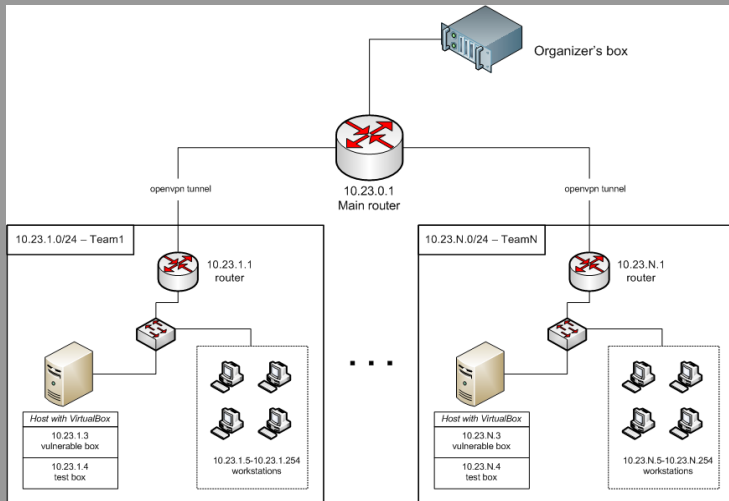 Organizer's box
10.23.0.1
Main router
openvpn tunnel
openvpn tunnel
10.23.1.0/24 – Team1
10.23.1.1
router
Host with VirtualBox
10.23.1.3
vulnerable box
10.23.1.4
test box
10.23.1.5-10.23.1.254
workstations
...
10.23.N.0/24 – TeamN
10.23.N.1
router
Host with VirtualBox
10.23.N.3
vulnerable box
10.23.N.4
test box
10.23.N.5-10.23.N.254
workstations